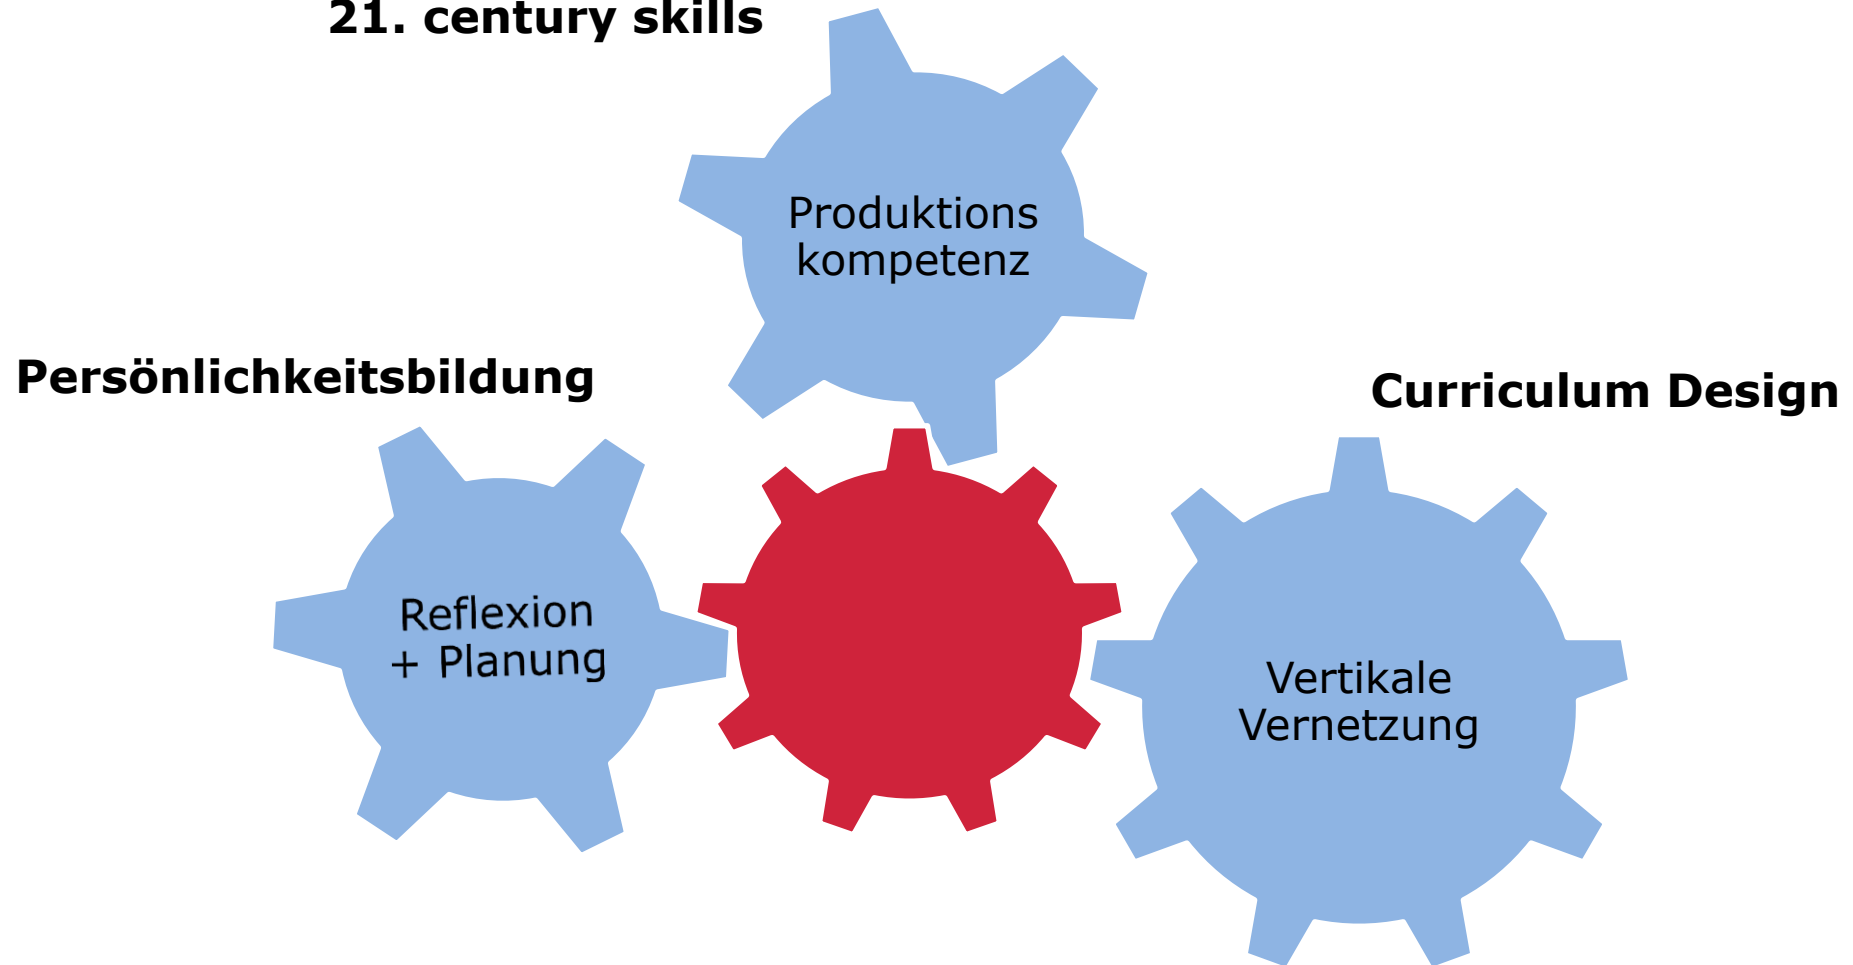 21. century skills
Produktions
kompetenz
Persönlichkeitsbildung
Curriculum Design
Reflexion
+ Planung
Vertikale
Vernetzung